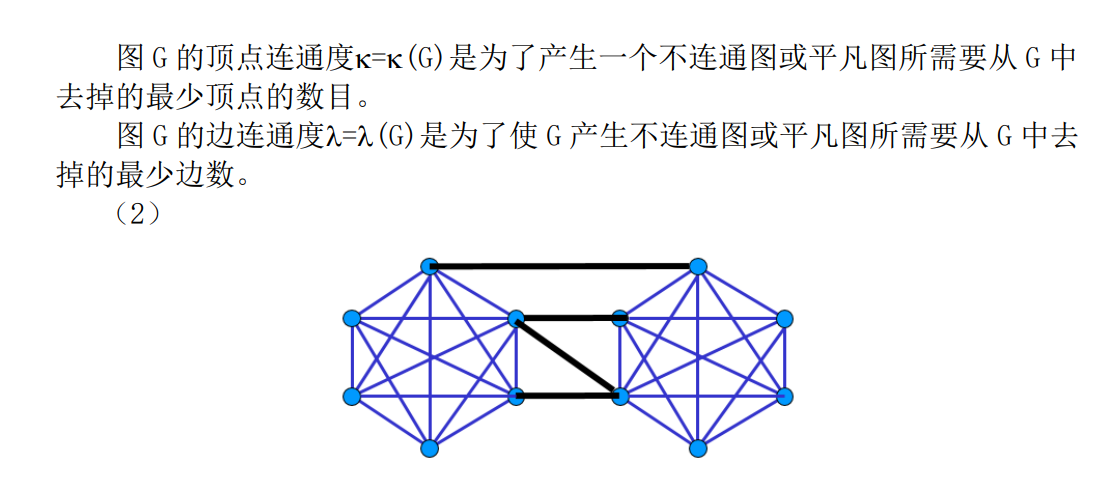 图 G 的顶点连通度κ=κ(G)是为了产生一个不连通图或平凡图所需要从 G 中
去掉的最少顶点的数目。
图 G 的边连通度λ=λ(G)是为了使 G 产生不连通图或平凡图所需要从 G 中去
掉的最少边数。
（2）